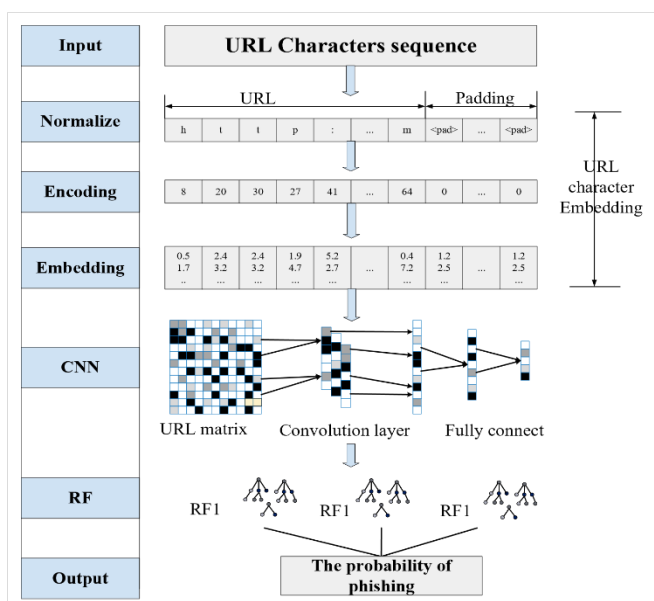 Input
URL Characters sequence
URL
Padding
Normalize
h t t p : ... m <pad> ... <pad>
URL
character
Embedding
Encoding
8 20 30 27 41 ... 64 0 ... 0
Embedding
0.5 2.4 2.4 1.9 5.2 0.4 1.2 1.2
1.7 3.2 3.2 4.7 2.7 ... 7.2 2.5 ... 2.5
.. ... ... ... ... ... ... ...
CNN
URL matrix
Convolution layer
Fully connect
RF
RF1
RF1
RF1
Output
The probability of
phishing